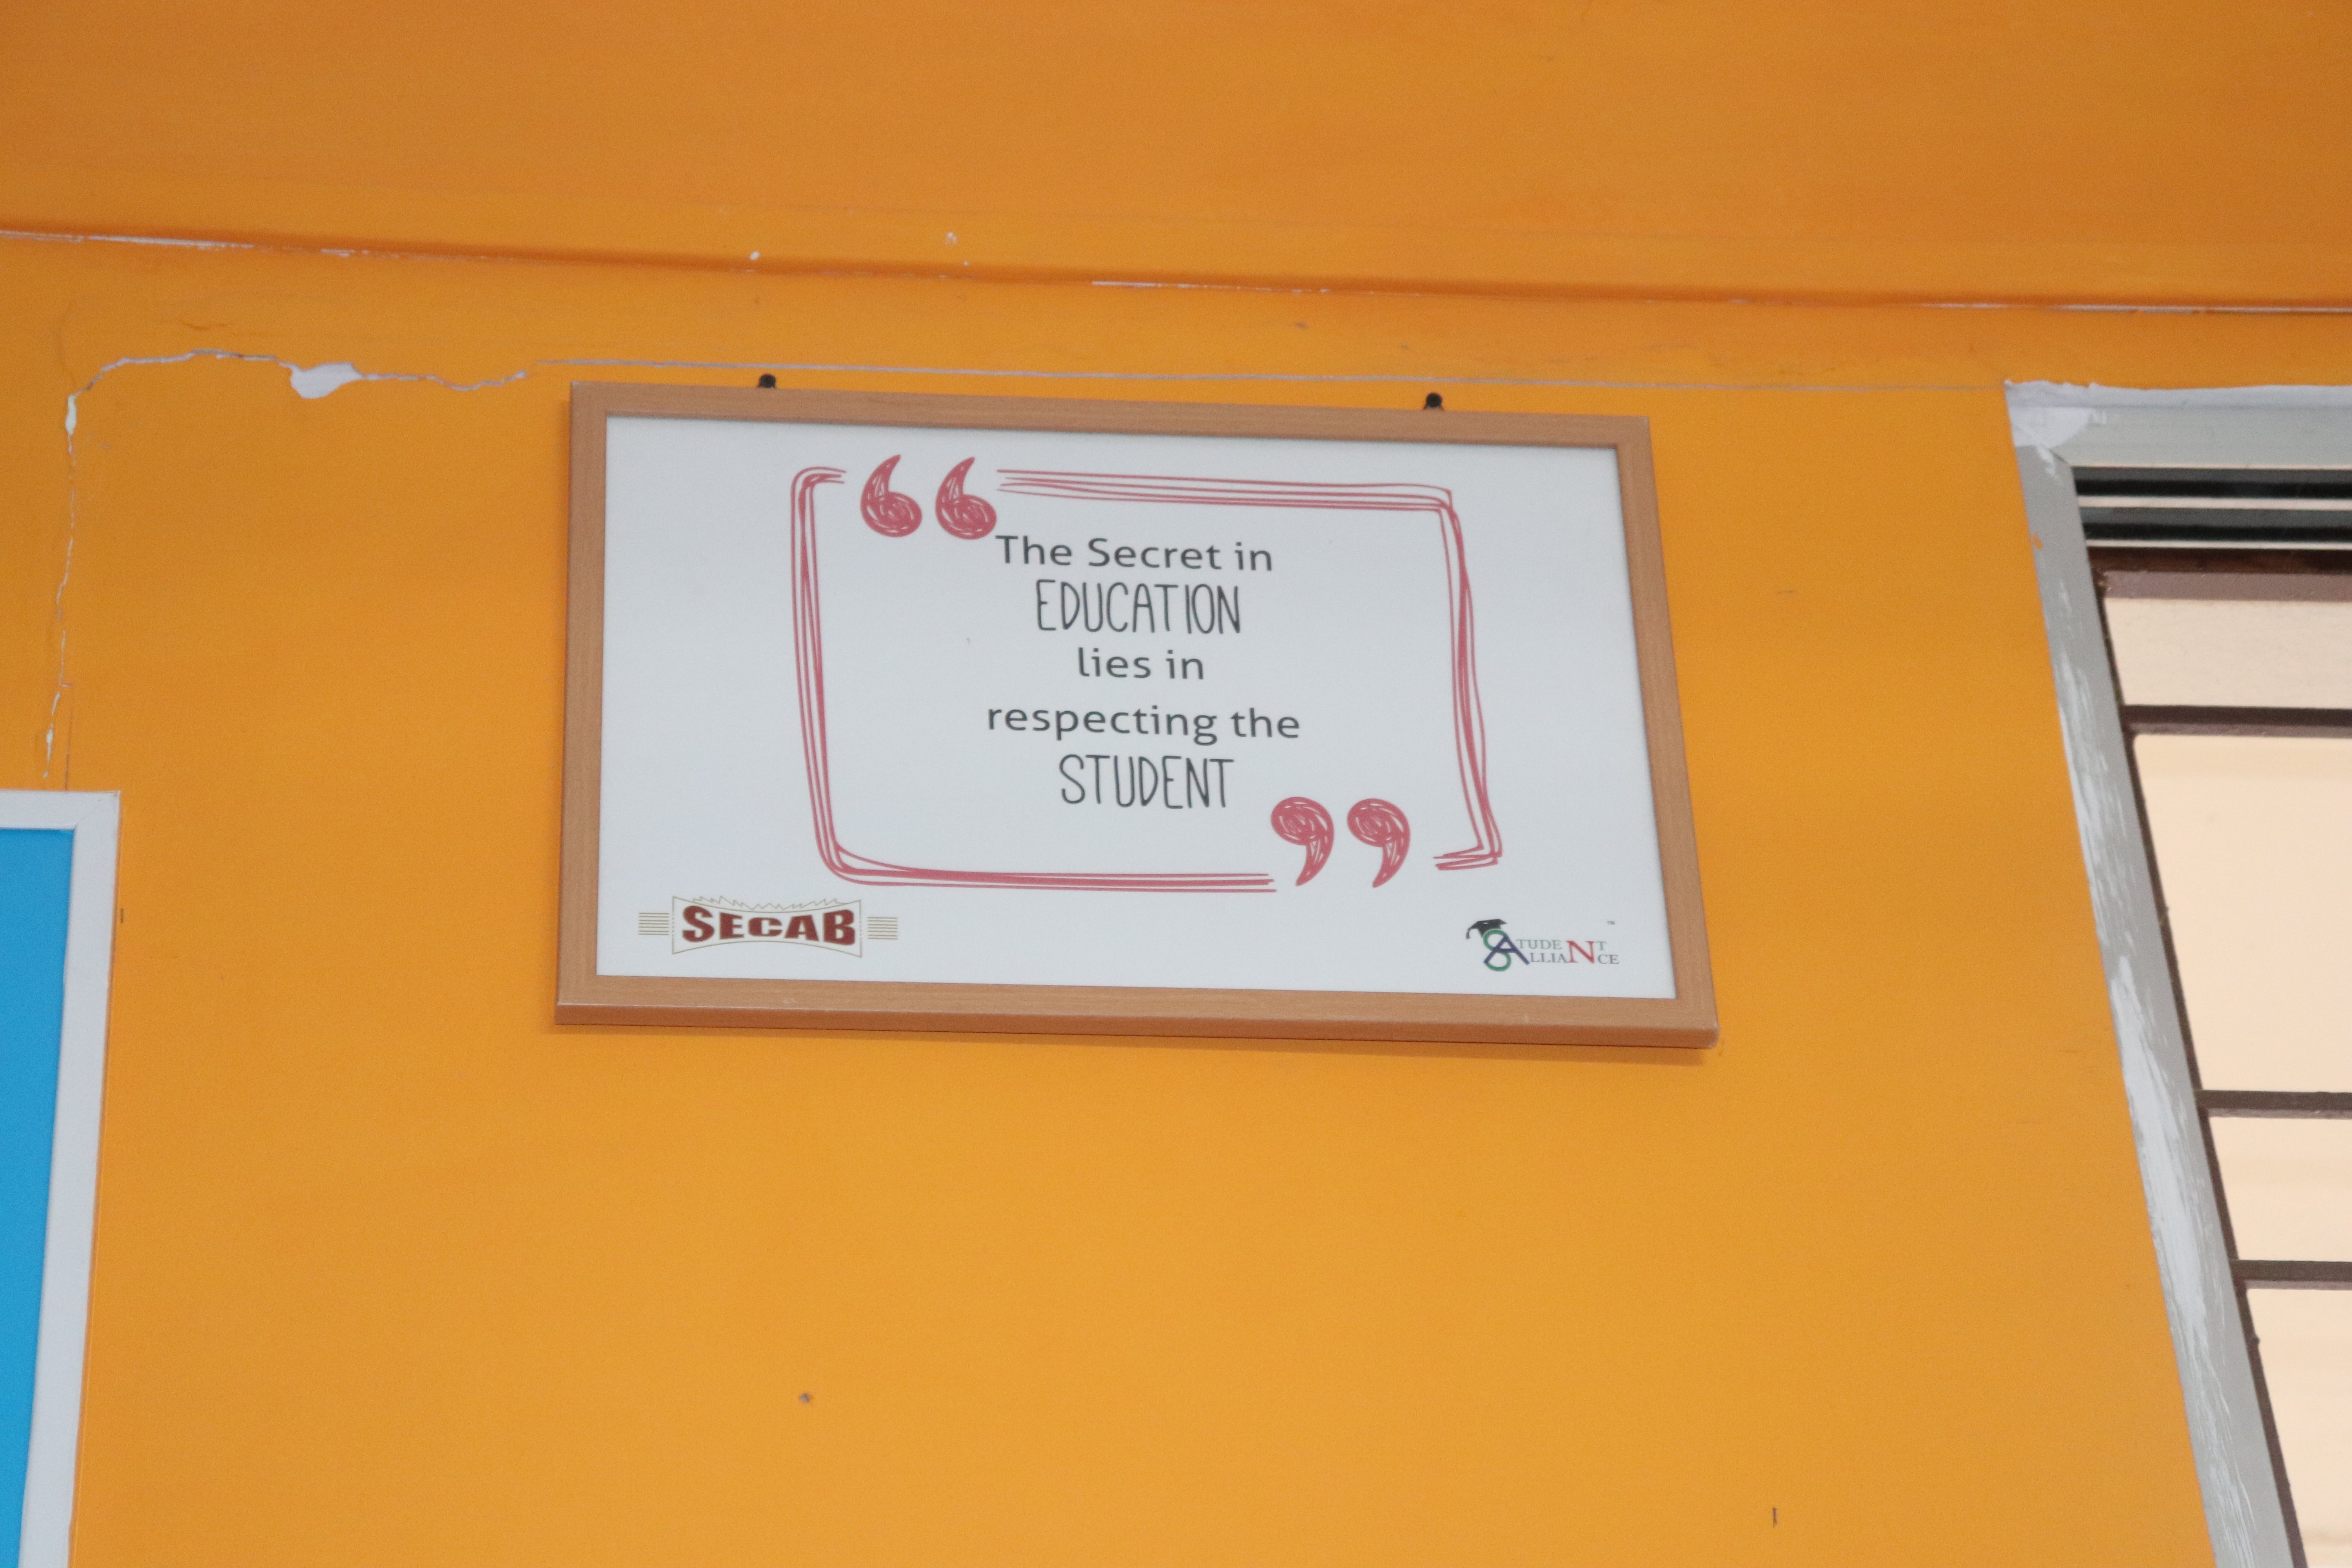 “The Secret in
EDUCATION
lies in
respecting the
STUDENT”
SECAB
STUDENT
ALLIANCE